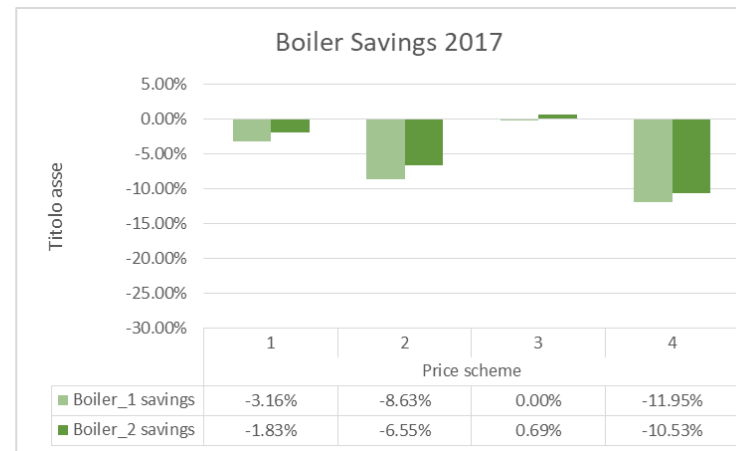 Boiler Savings 2017
5.00%
0.00%
-5.00%
-10.00%
-15.00%
-20.00%
-25.00%
-30.00%
Titolo asse
1 2 3 4
Price scheme
Boiler_1 savings -3.16% -8.63% 0.00% -11.95%
Boiler_2 savings -1.83% -6.55% 0.69% -10.53%